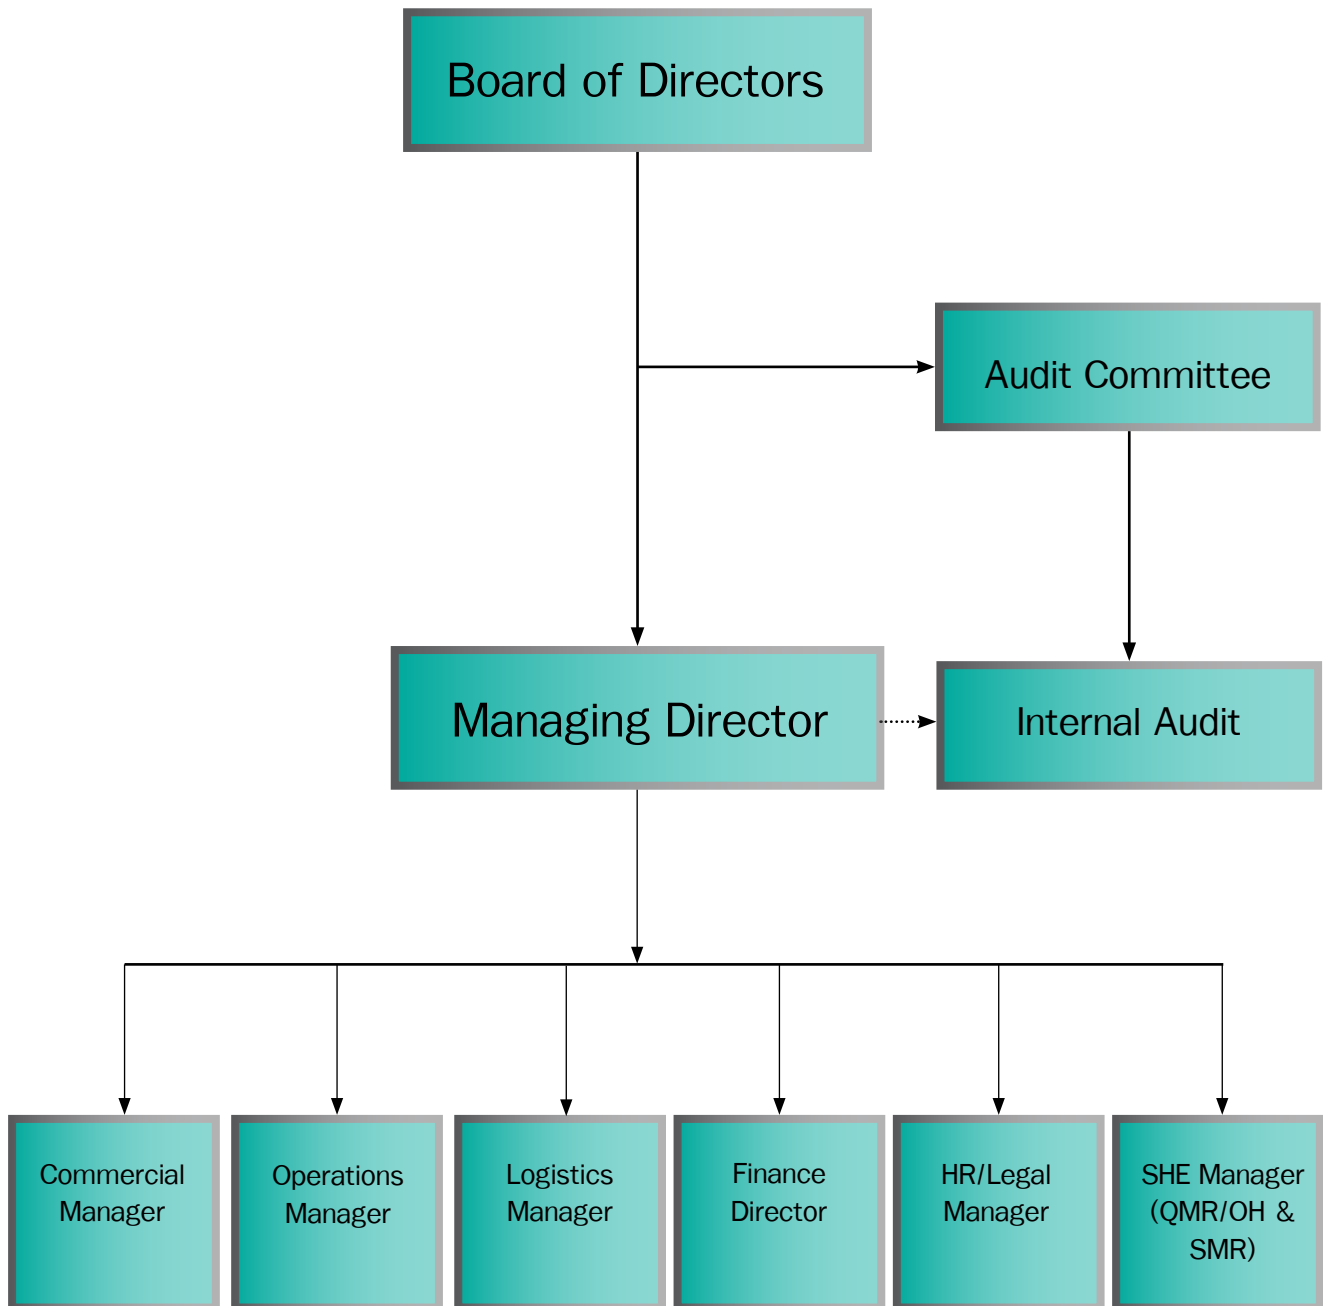 Board of Directors
Audit Committee
Managing Director
Internal Audit
Commercial
Manager
Operations
Manager
Logistics
Manager
Finance
Director
HR/Legal
Manager
SHE Manager
(QMR/OH &
SMR)